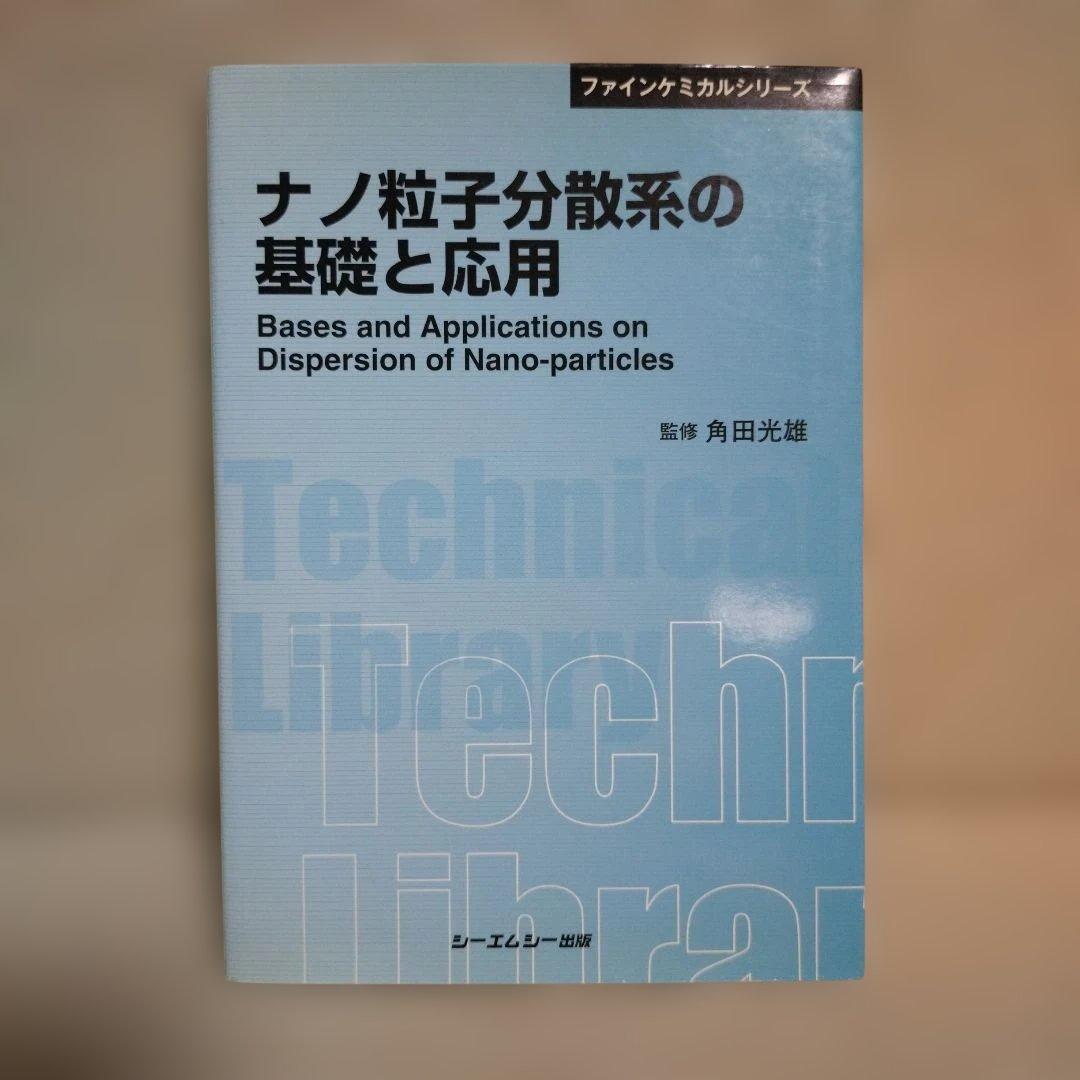 ファインケミカルシリーズ
ナノ粒子分散系の
基礎と応用
Bases and Applications on
Dispersion of Nano-particles
監修 角田光雄
Technical
Library
Techn
Librar
シーエムシー出版